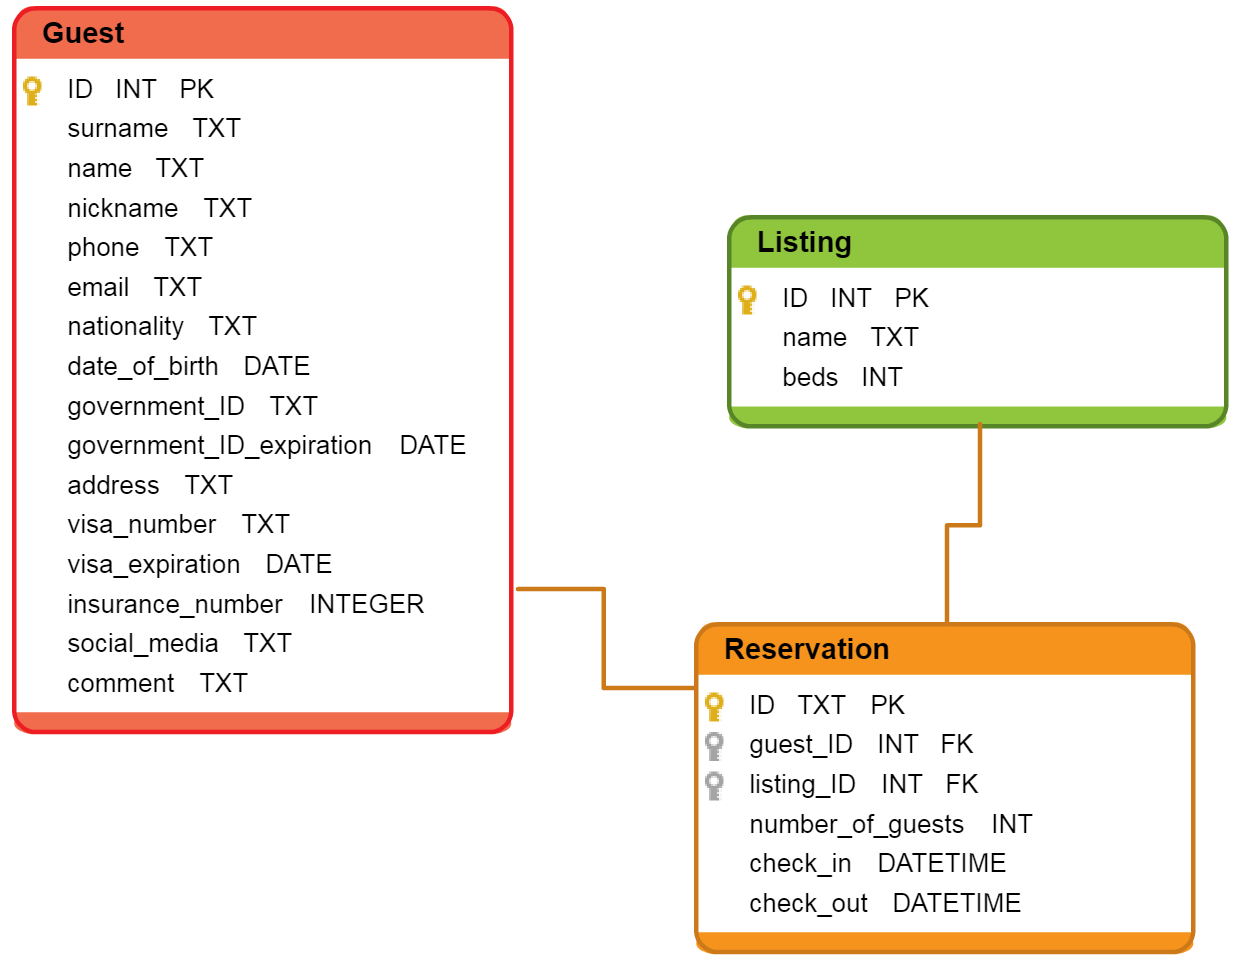 Guest
ID INT PK
surname TXT
name TXT
nickname TXT
phone TXT
email TXT
nationality TXT
date_of_birth DATE
government_ID TXT
government_ID_expiration DATE
address TXT
visa_number TXT
visa_expiration DATE
insurance_number INTEGER
social_media TXT
comment TXT
Listing
ID INT PK
name TXT
beds INT
Reservation
ID TXT PK
guest_ID INT FK
listing_ID INT FK
number_of_guests INT
check_in DATETIME
check_out DATETIME